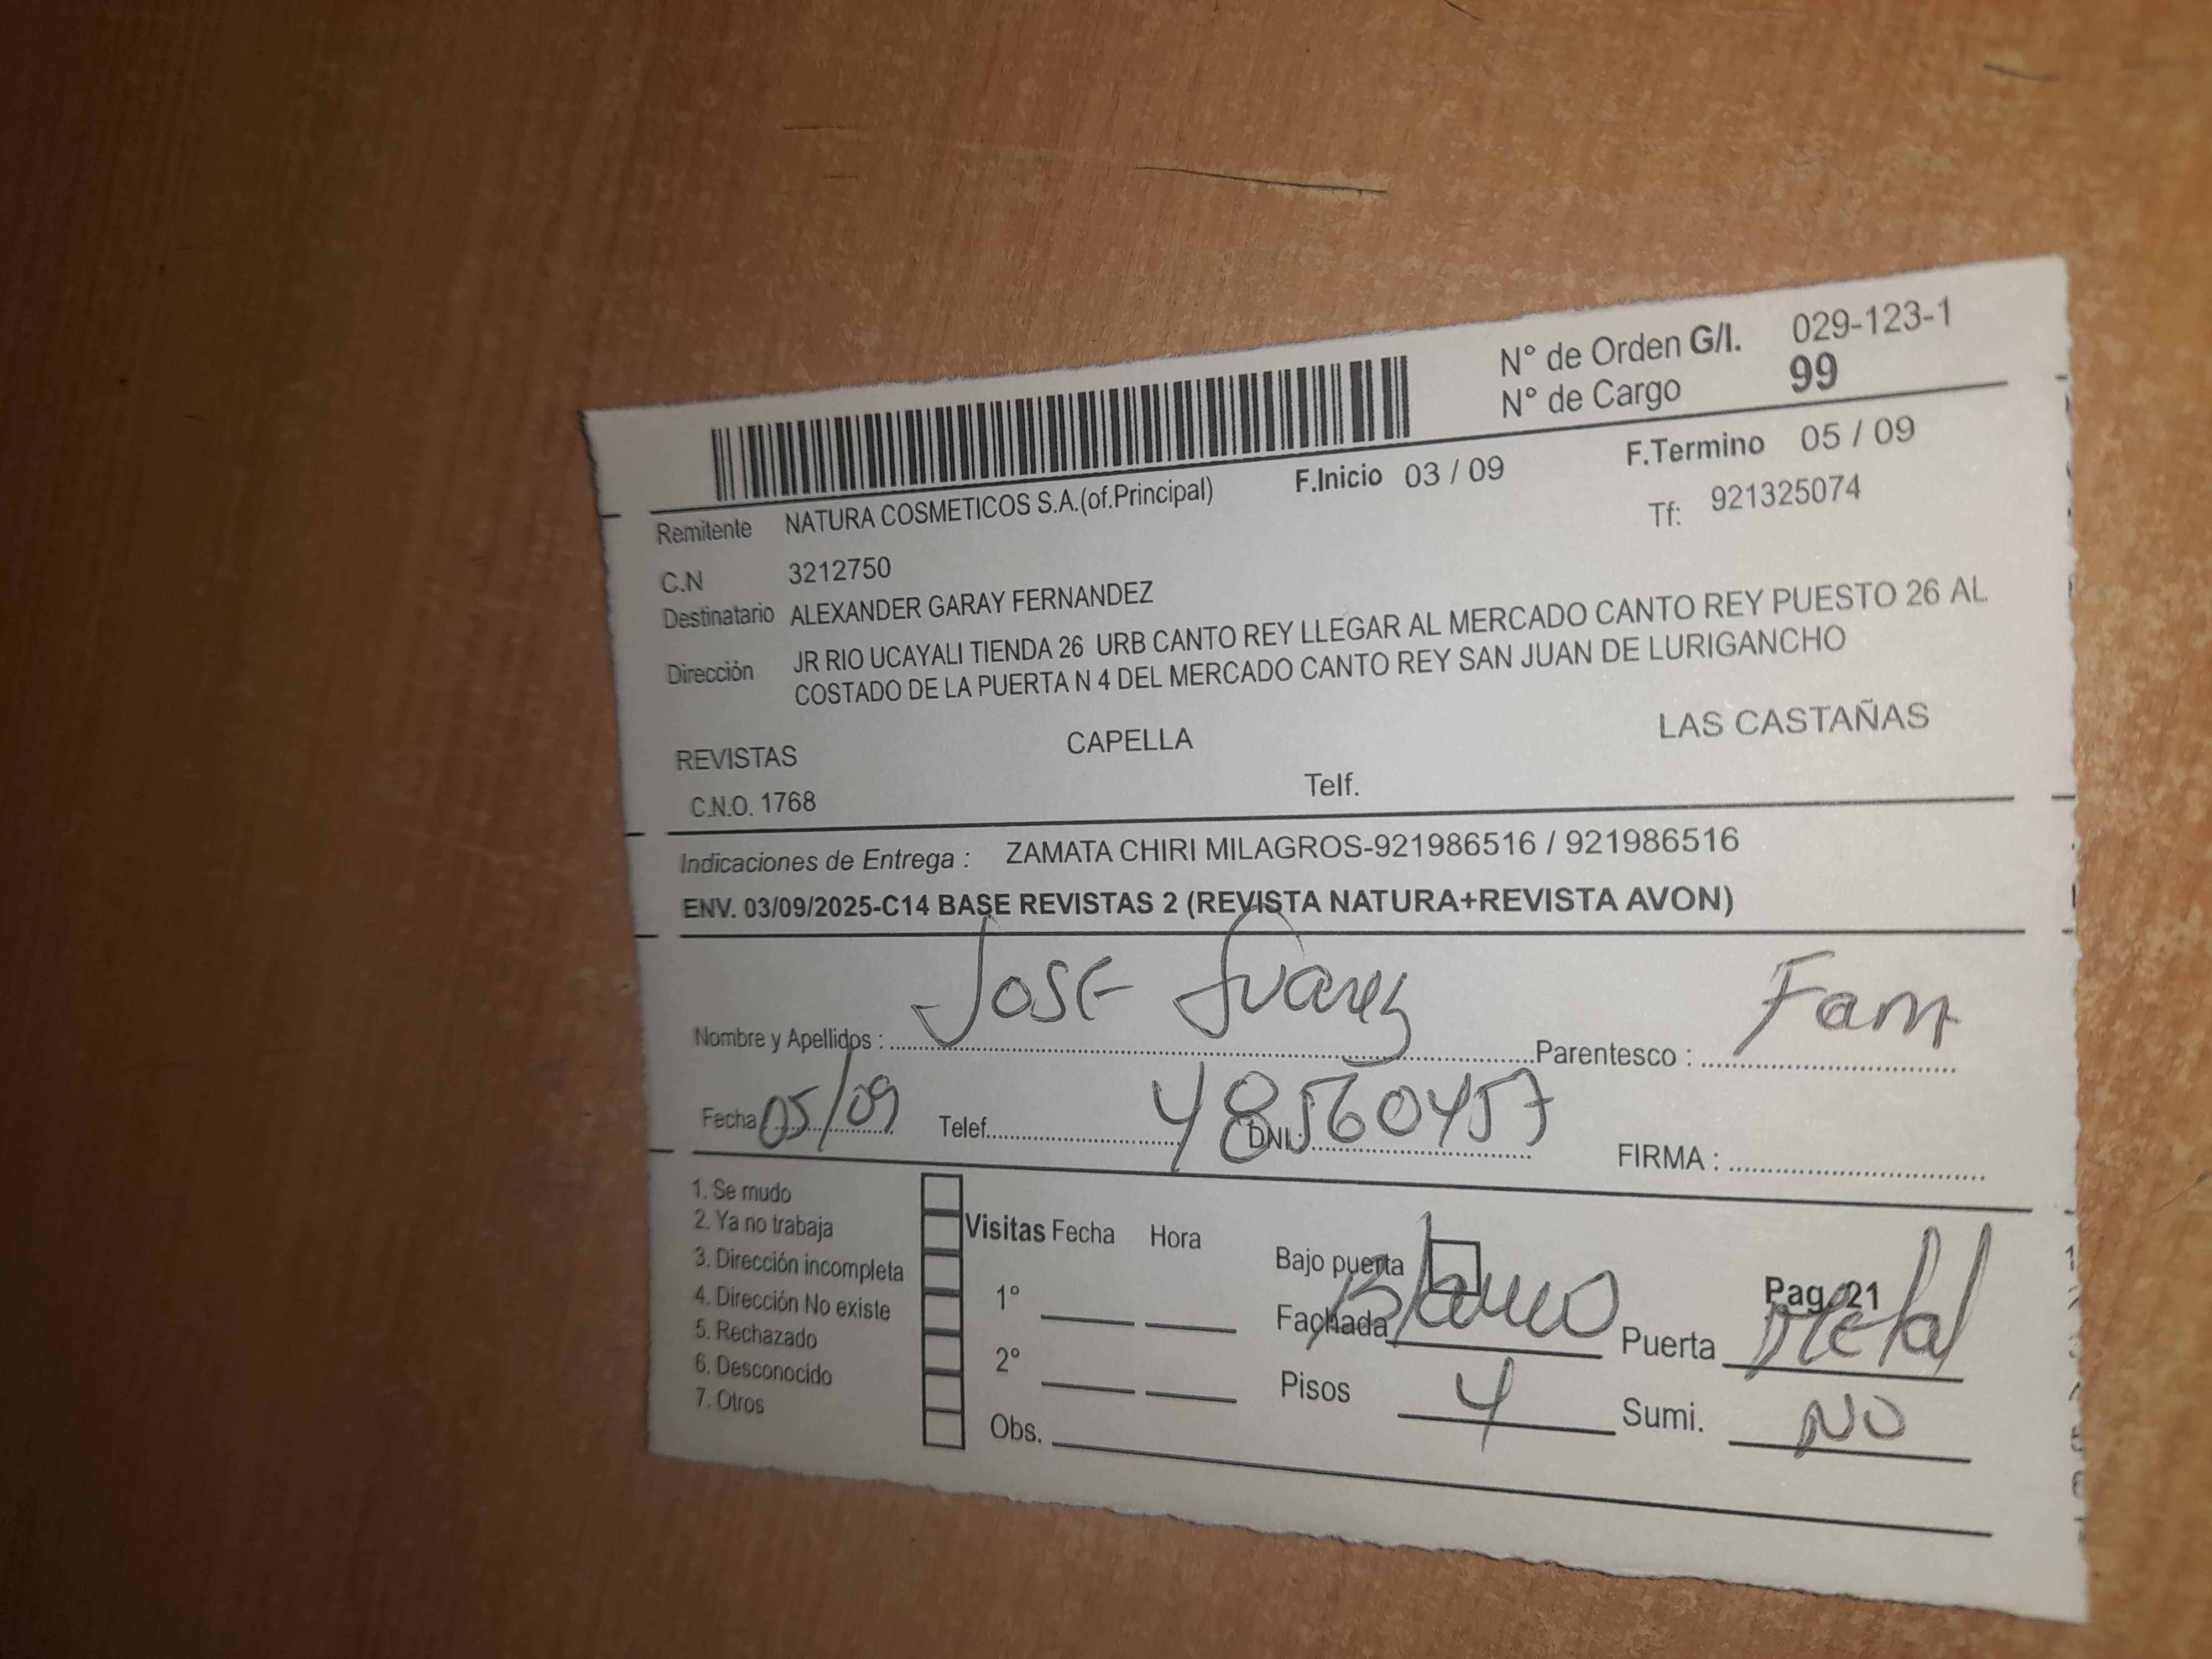 N° de Orden G/I. 029-123-1
N° de Cargo 99
F.Inicio 03 / 09 F.Termino 05 / 09
Remitente NATURA COSMETICOS S.A.(of.Principal) Tf: 921325074
C.N 3212750
Destinatario ALEXANDER GARAY FERNANDEZ
Dirección JR RIO UCAYALI TIENDA 26 URB CANTO REY LLEGAR AL MERCADO CANTO REY PUESTO 26 AL
COSTADO DE LA PUERTA N 4 DEL MERCADO CANTO REY SAN JUAN DE LURIGANCHO
REVISTAS CAPELLA LAS CASTAÑAS
C.N.O. 1768 Telf.
Indicaciones de Entrega : ZAMATA CHIRI MILAGROS-921986516 / 921986516
ENV. 03/09/2025-C14 BASE REVISTAS 2 (REVISTA NATURA+REVISTA AVON)
Nombre y Apellidos : Jose Suarez Parentesco : Fam
Fecha : 05/09 Telef. DNI. 48560457 FIRMA :
1. Se mudo
2. Ya no trabaja
3. Dirección incompleta
4. Dirección No existe
5. Rechazado
6. Desconocido
7. Otros
Visitas Fecha Hora
1°
2°
Obs.
Bajo puerta Pag. 21
Fachada Blanco Puerta Metal
Pisos 4 Sumi. NO